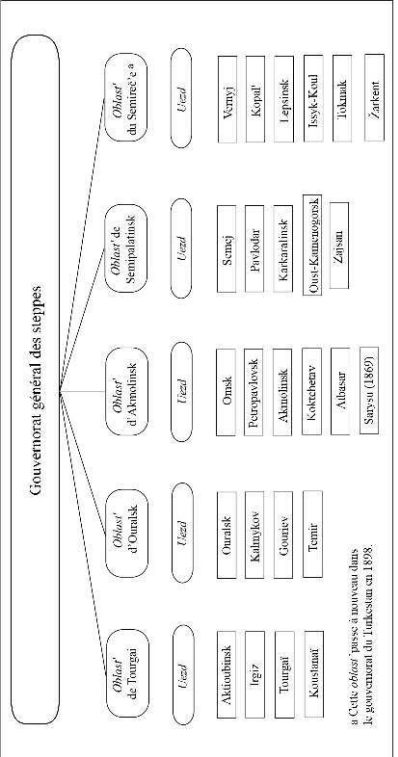 Gouvernorat général des steppes
Oblast'
de Tourgai
Oblast'
d'Ouralsk
Oblast'
d'Akmolinsk
Oblast' de
Semipalatinsk
Oblast'
du Semireč'e a
Uezd
Uezd
Uezd
Uezd
Uezd
Aktioubinsk
Irgiz
Tourgaï
Koustanaï
Ouralsk
Kalmykov
Gouriev
Temir
Omsk
Petropavlovsk
Akmolinsk
Koktchetav
Atbasar
Sarysu (1869)
Semej
Pavlodar
Karkaralinsk
Oust-Kamenogorsk
Zajsan
Vernyj
Kopal'
Lepsinsk
Issyk-Koul
Tokmak
Žarkent
a Cette oblast' passe à nouveau dans
le gouvernorat du Turkestan en 1898.